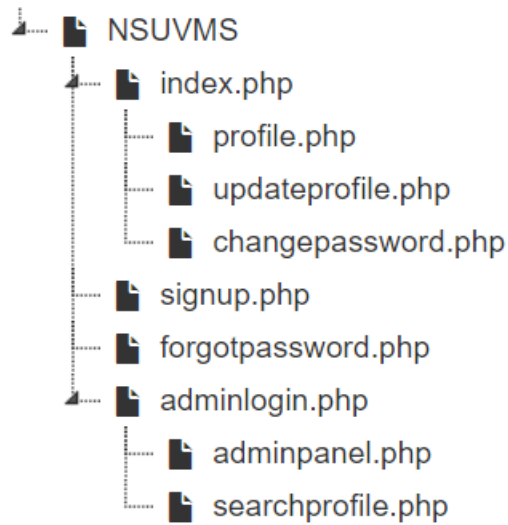 NSUVMS
index.php
profile.php
updateprofile.php
changepassword.php
signup.php
forgotpassword.php
adminlogin.php
adminpanel.php
searchprofile.php